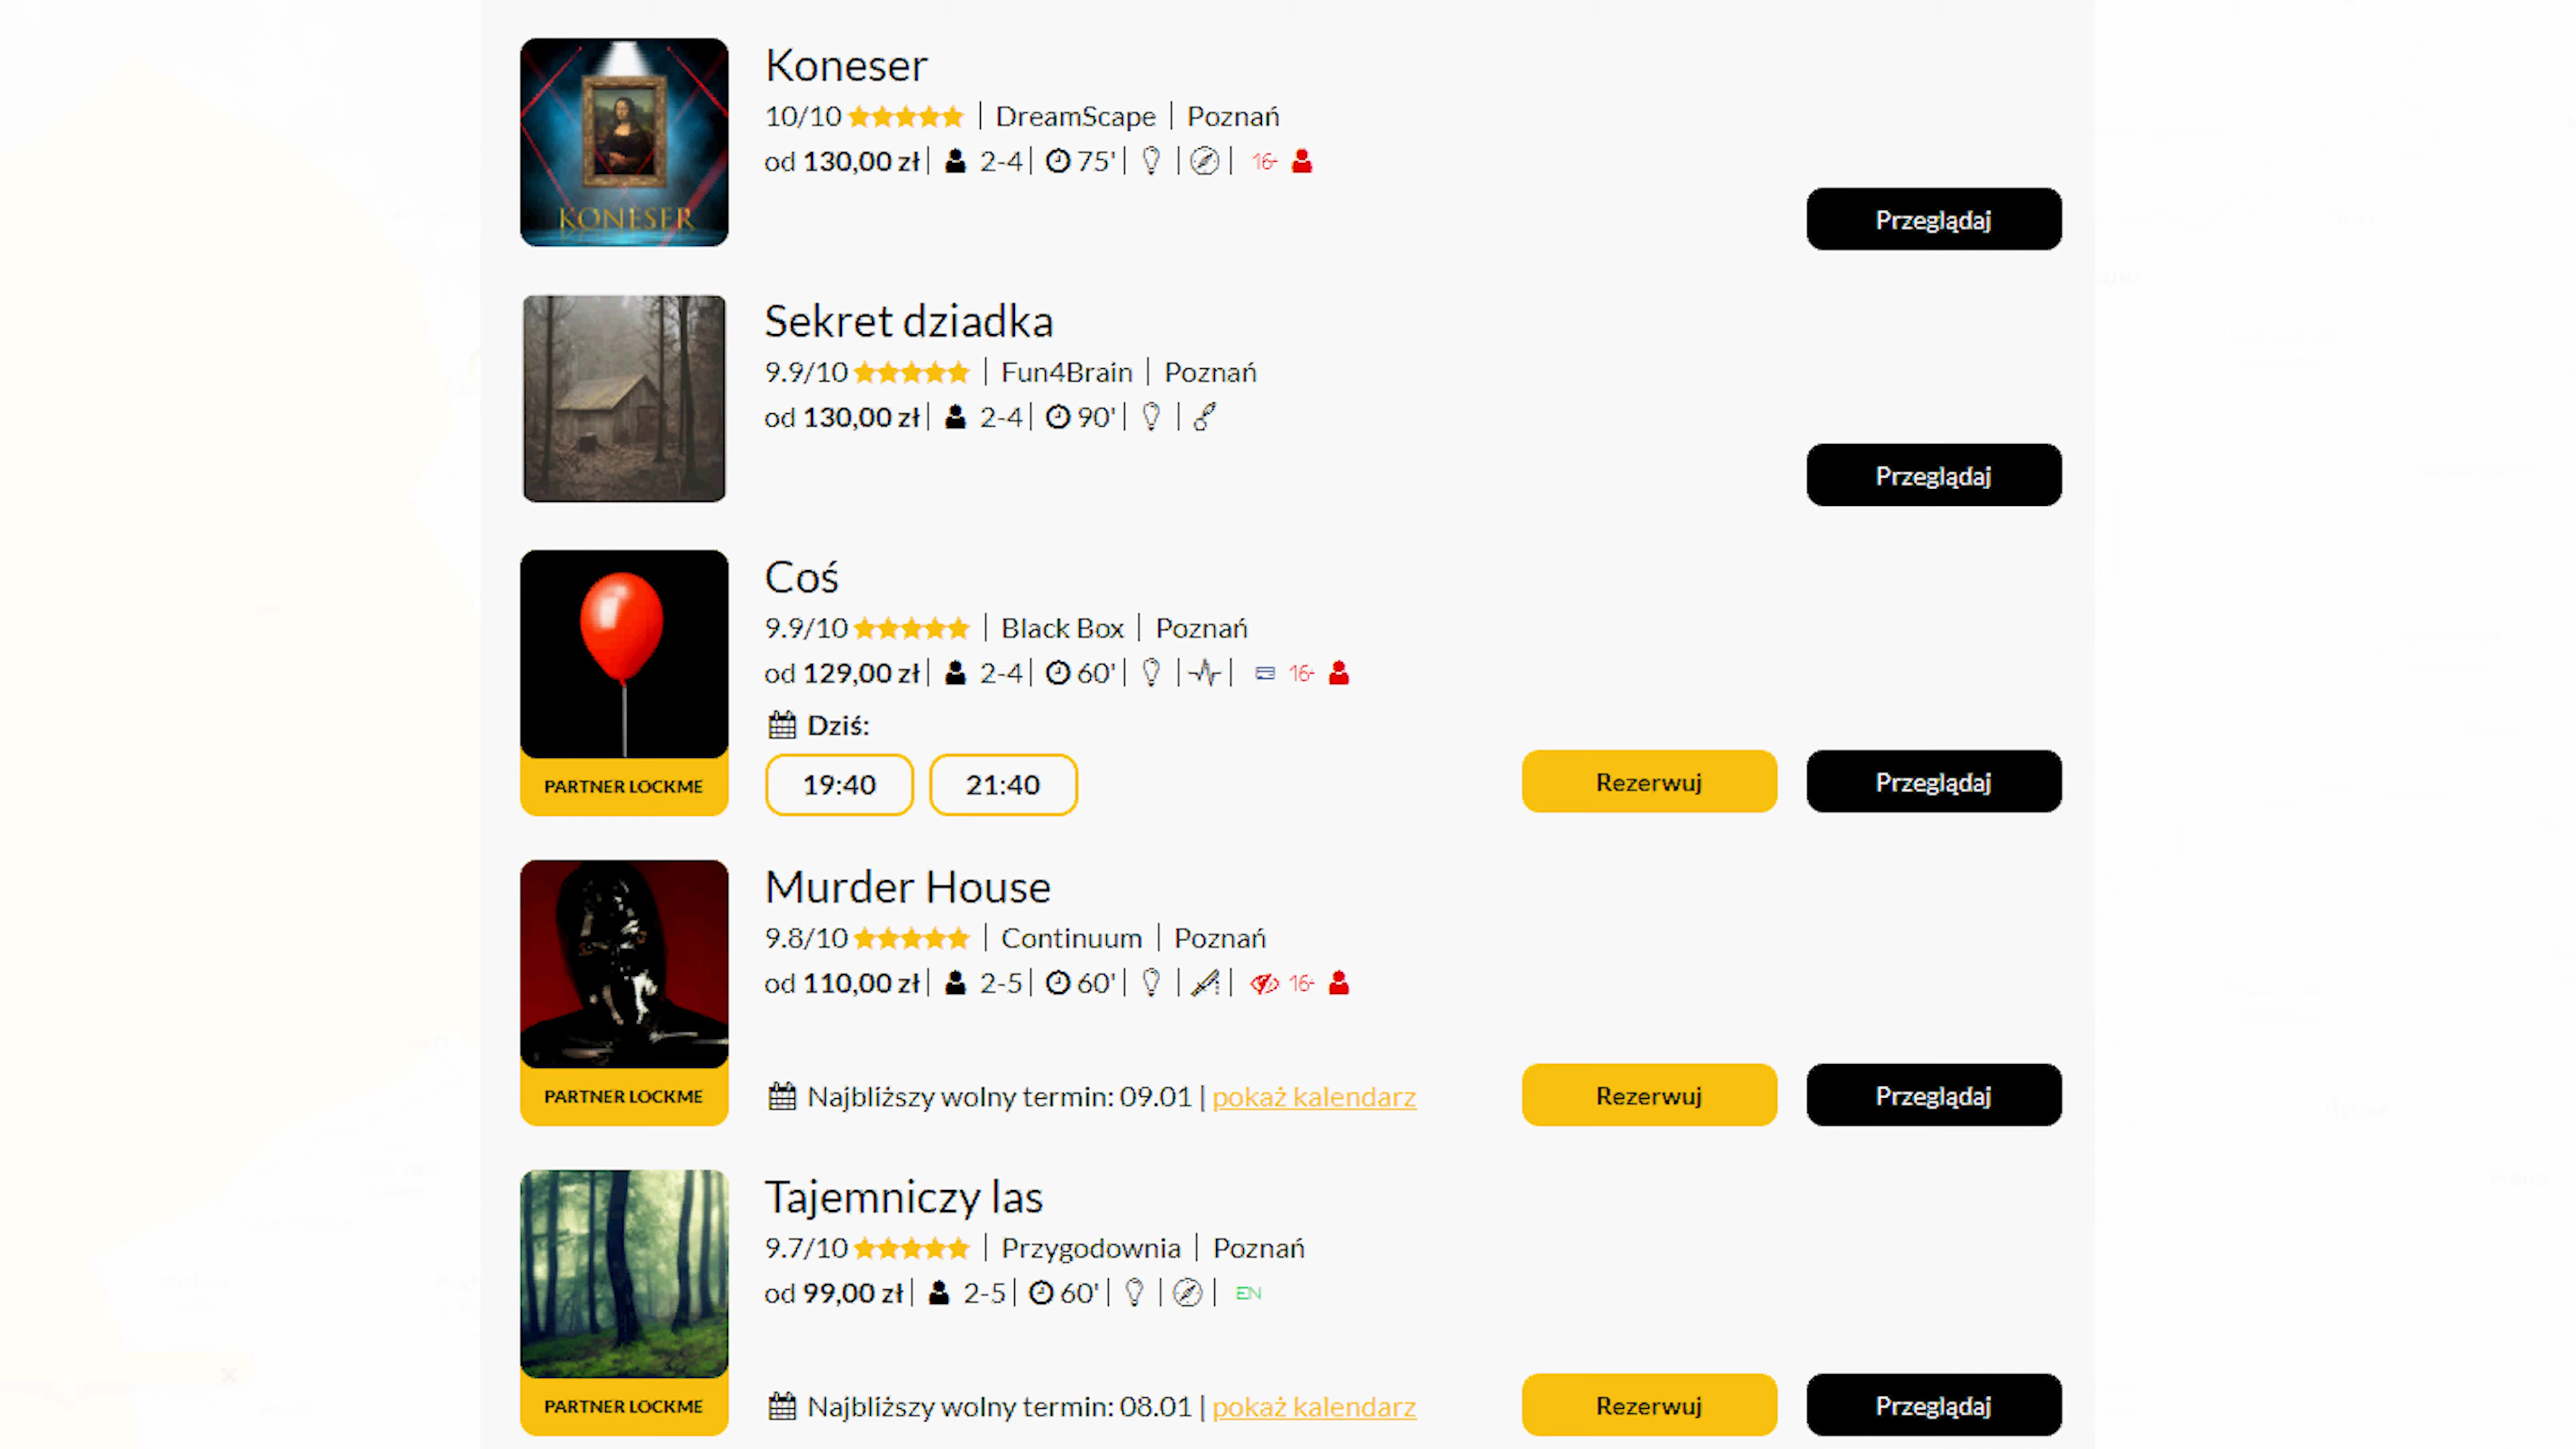 Koneser
10/10 | DreamScape | Poznań
od 130,00 zł | 2-4 | 75' | | | 16+
KONESER
Przeglądaj
Sekret dziadka
9.9/10 | Fun4Brain | Poznań
od 130,00 zł | 2-4 | 90' | |
Przeglądaj
Coś
9.9/10 | Black Box | Poznań
od 129,00 zł | 2-4 | 60' | | | 16+
Dziś:
PARTNER LOCKME
19:40 21:40
Rezerwuj Przeglądaj
Murder House
9.8/10 | Continuum | Poznań
od 110,00 zł | 2-5 | 60' | | | 16+
PARTNER LOCKME
Najbliższy wolny termin: 09.01 | pokaż kalendarz
Rezerwuj Przeglądaj
Tajemniczy las
9.7/10 | Przygodownia | Poznań
od 99,00 zł | 2-5 | 60' | | | EN
PARTNER LOCKME
Najbliższy wolny termin: 08.01 | pokaż kalendarz
Rezerwuj Przeglądaj